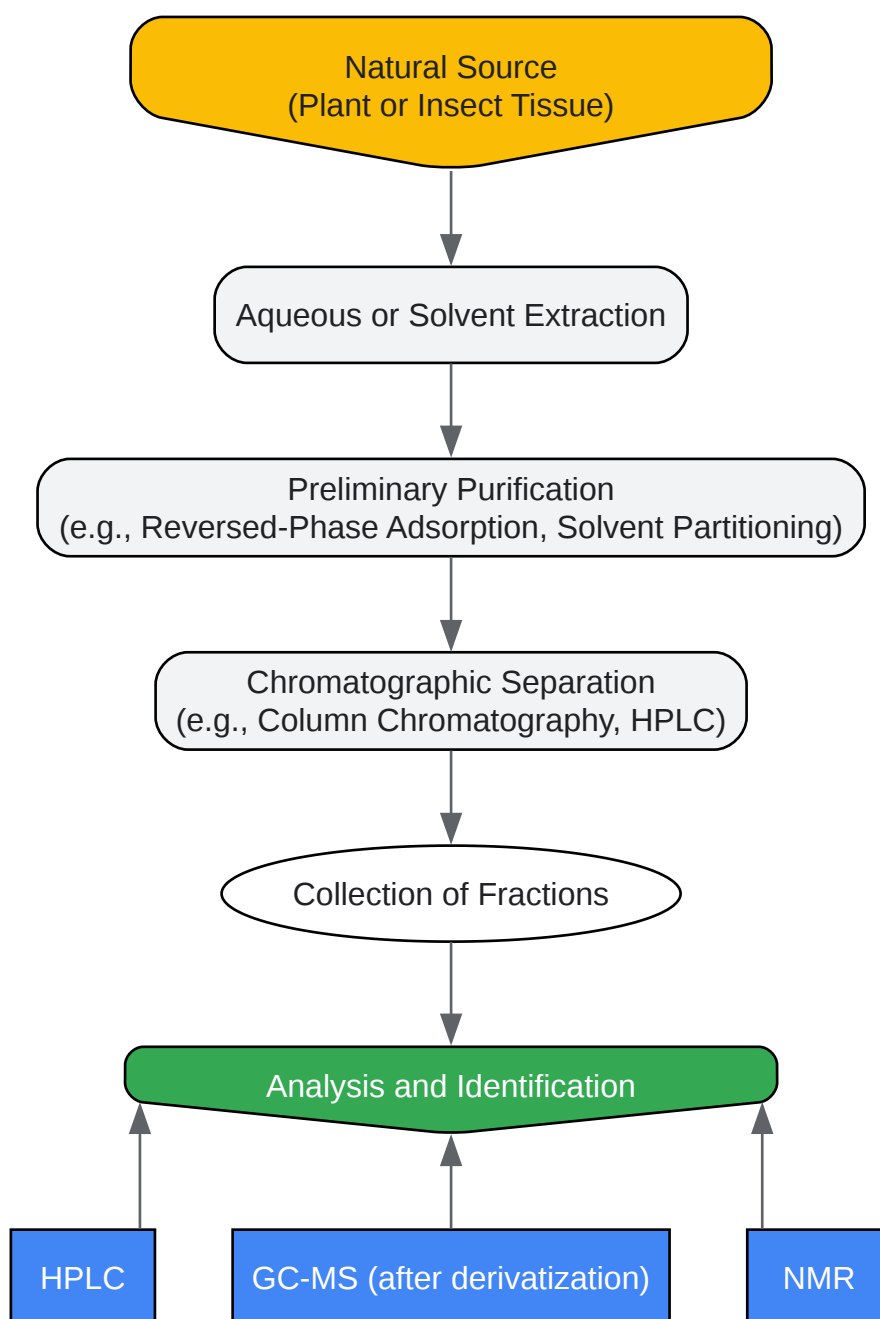 Natural Source
(Plant or Insect Tissue)
Aqueous or Solvent Extraction
Preliminary Purification
(e.g., Reversed-Phase Adsorption, Solvent Partitioning)
Chromatographic Separation
(e.g., Column Chromatography, HPLC)
Collection of Fractions
Analysis and Identification
HPLC
GC-MS (after derivatization)
NMR